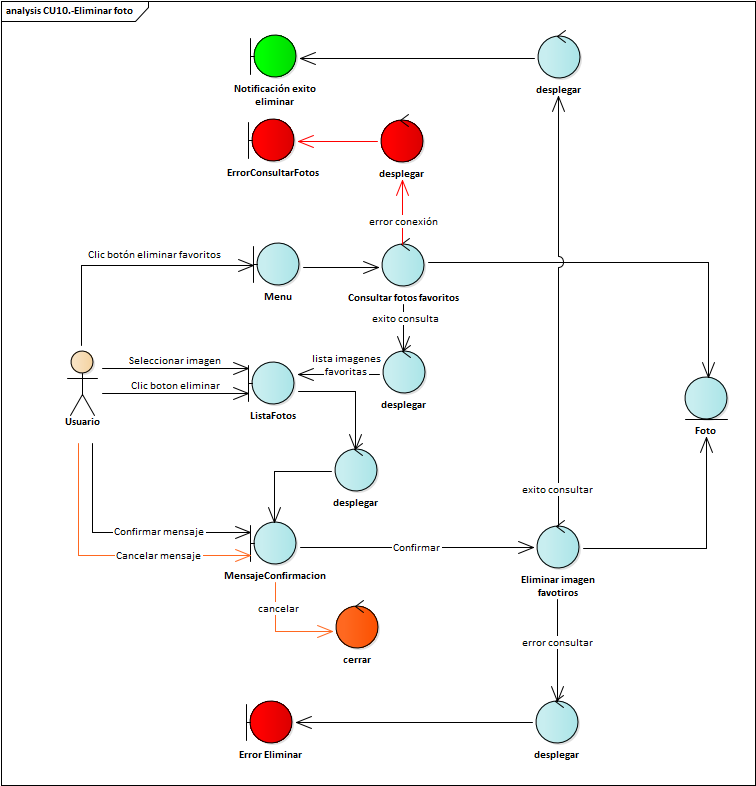 analysis CU10.-Eliminar foto
Notificación exito
eliminar
desplegar
ErrorConsultarFotos
desplegar
error conexión
Clic botón eliminar favoritos
Menu
Consultar fotos favoritos
exito consulta
Seleccionar imagen
lista imagenes
favoritas
Clic boton eliminar
ListaFotos
desplegar
Usuario
Foto
desplegar
exito consultar
Confirmar mensaje
Cancelar mensaje
Confirmar
MensajeConfirmacion
Eliminar imagen
favotiros
cancelar
error consultar
cerrar
Error Eliminar
desplegar